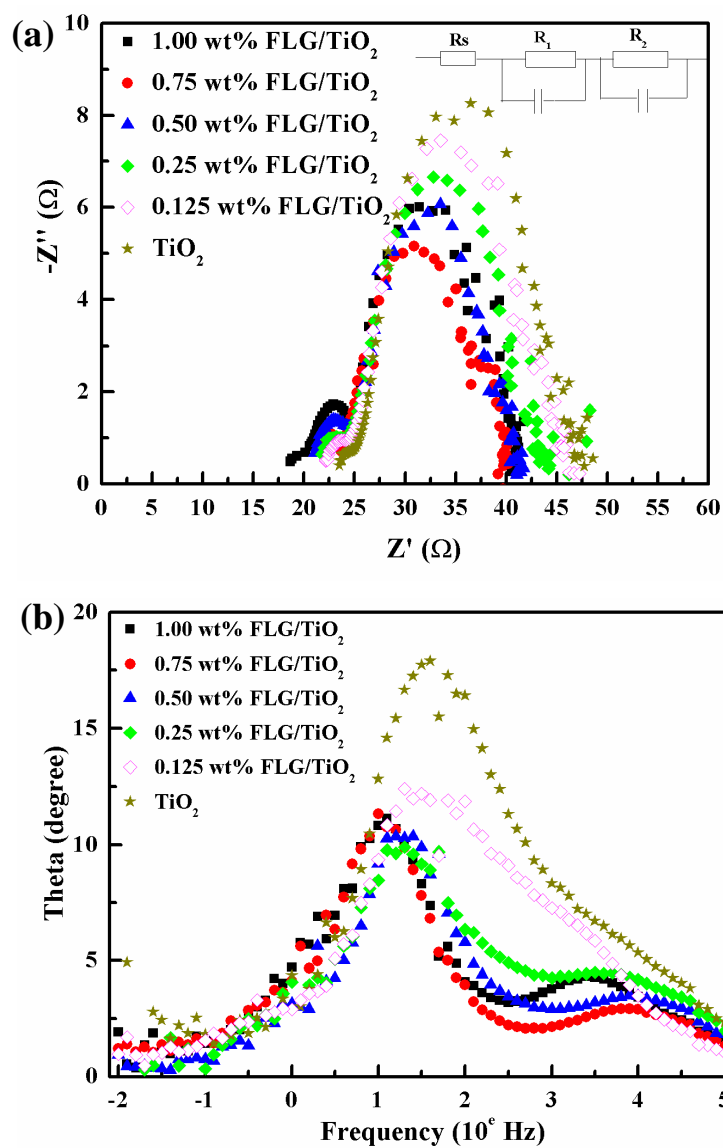 (a)
1.00 wt% FLG/TiO₂
0.75 wt% FLG/TiO₂
0.50 wt% FLG/TiO₂
0.25 wt% FLG/TiO₂
0.125 wt% FLG/TiO₂
TiO₂
Rs R₁ R₂
-Z'' (Ω)
10
8
6
4
2
0
0 5 10 15 20 25 30 35 40 45 50 55 60
Z' (Ω)
(b)
1.00 wt% FLG/TiO₂
0.75 wt% FLG/TiO₂
0.50 wt% FLG/TiO₂
0.25 wt% FLG/TiO₂
0.125 wt% FLG/TiO₂
TiO₂
Theta (degree)
20
15
10
5
0
-2 -1 0 1 2 3 4 5
Frequency (10ᵉ Hz)